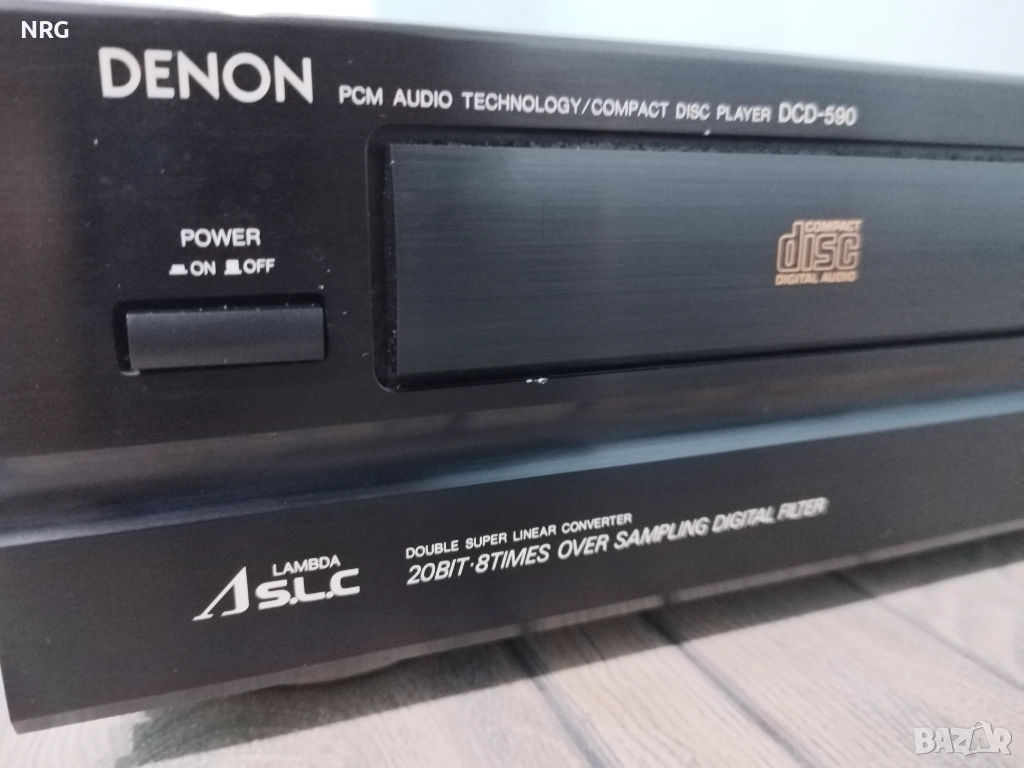 NRG
DENON
PCM AUDIO TECHNOLOGY/COMPACT DISC PLAYER DCD-590
POWER
ON OFF
COMPACT
disc
DIGITAL AUDIO
LAMBDA
S.L.C
DOUBLE SUPER LINEAR CONVERTER
20BIT·8TIMES OVER SAMPLING DIGITAL FILTER
BAZAR